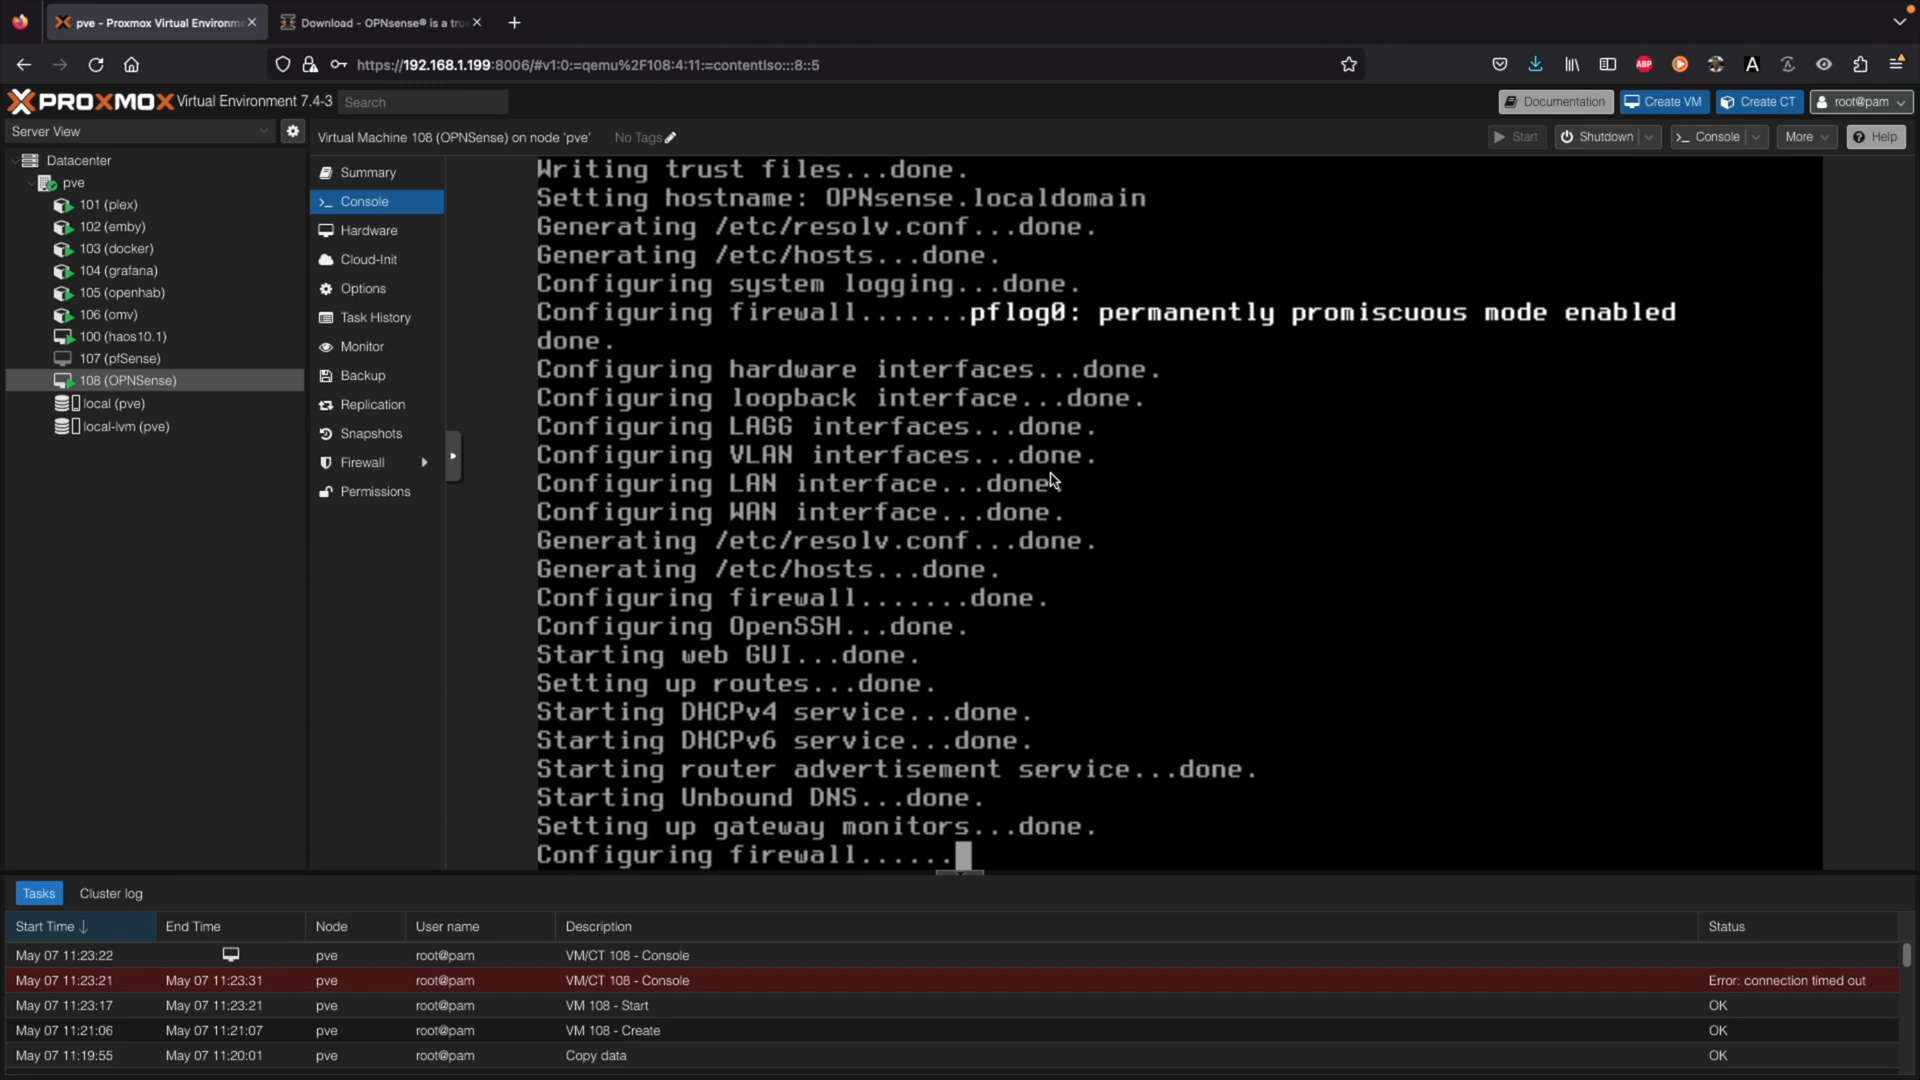 pve - Proxmox Virtual Environm
Download - OPNsense® is a tru
https://192.168.1.199:8006/#v1:0:=qemu%2F108:4:11:=contentIso:::8::5
ABP
A
PROXMOX Virtual Environment 7.4-3
Search
Documentation
Create VM
Create CT
root@pam
Server View
Virtual Machine 108 (OPNSense) on node 'pve'
No Tags
Start
Shutdown
Console
More
Help
Datacenter
pve
101 (plex)
102 (emby)
103 (docker)
104 (grafana)
105 (openhab)
106 (omv)
100 (haos10.1)
107 (pfSense)
108 (OPNSense)
local (pve)
local-lvm (pve)
Summary
Console
Hardware
Cloud-Init
Options
Task History
Monitor
Backup
Replication
Snapshots
Firewall
Permissions
Writing trust files...done.
Setting hostname: OPNsense.localdomain
Generating /etc/resolv.conf...done.
Generating /etc/hosts...done.
Configuring system logging...done.
Configuring firewall.......pflog0: permanently promiscuous mode enabled
done.
Configuring hardware interfaces...done.
Configuring loopback interface...done.
Configuring LAGG interfaces...done.
Configuring VLAN interfaces...done.
Configuring LAN interface...done.
Configuring WAN interface...done.
Generating /etc/resolv.conf...done.
Generating /etc/hosts...done.
Configuring firewall.......done.
Configuring OpenSSH...done.
Starting web GUI...done.
Setting up routes...done.
Starting DHCPv4 service...done.
Starting DHCPv6 service...done.
Starting router advertisement service...done.
Starting Unbound DNS...done.
Setting up gateway monitors...done.
Configuring firewall......
Tasks
Cluster log
Start Time End Time Node User name Description Status
May 07 11:23:22 pve root@pam VM/CT 108 - Console
May 07 11:23:21 May 07 11:23:31 pve root@pam VM/CT 108 - Console Error: connection timed out
May 07 11:23:17 May 07 11:23:21 pve root@pam VM 108 - Start OK
May 07 11:21:06 May 07 11:21:07 pve root@pam VM 108 - Create OK
May 07 11:19:55 May 07 11:20:01 pve root@pam Copy data OK